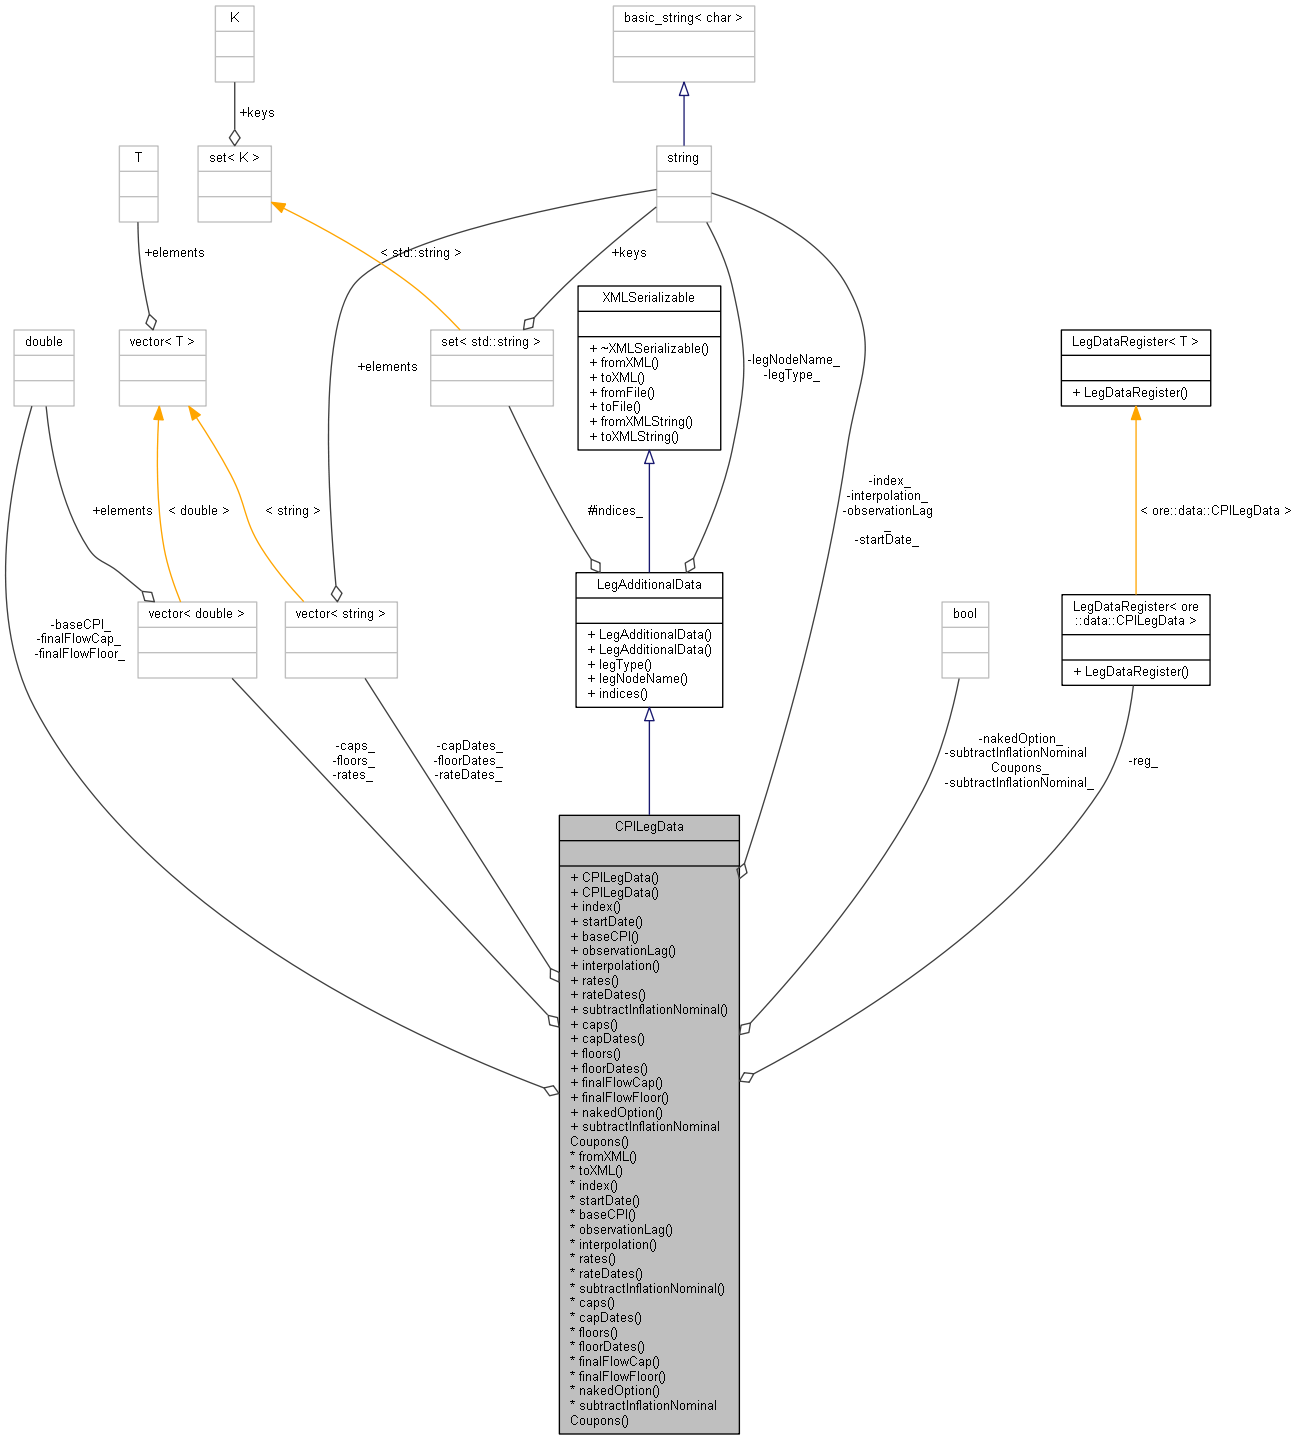 K
basic_string< char >
+keys
T
set< K >
string
+elements
< std::string >
+keys
XMLSerializable
+ ~XMLSerializable()
+ fromXML()
+ toXML()
+ fromFile()
+ toFile()
+ fromXMLString()
+ toXMLString()
double
vector< T >
set< std::string >
LegDataRegister< T >
+ LegDataRegister()
+elements
-legNodeName_
-legType_
-index_
-interpolation_
-observationLag
_
-startDate_
+elements
< double >
< string >
#indices_
< ore::data::CPILegData >
LegAdditionalData
+ LegAdditionalData()
+ LegAdditionalData()
+ legType()
+ legNodeName()
+ indices()
vector< double >
vector< string >
bool
LegDataRegister< ore
::data::CPILegData >
+ LegDataRegister()
-baseCPI_
-finalFlowCap_
-finalFlowFloor_
-caps_
-floors_
-rates_
-capDates_
-floorDates_
-rateDates_
-nakedOption_
-subtractInflationNominal
Coupons_
-subtractInflationNominal_
-reg_
CPILegData
+ CPILegData()
+ CPILegData()
+ index()
+ startDate()
+ baseCPI()
+ observationLag()
+ interpolation()
+ rates()
+ rateDates()
+ subtractInflationNominal()
+ caps()
+ capDates()
+ floors()
+ floorDates()
+ finalFlowCap()
+ finalFlowFloor()
+ nakedOption()
+ subtractInflationNominal
Coupons()
* fromXML()
* toXML()
* index()
* startDate()
* baseCPI()
* observationLag()
* interpolation()
* rates()
* rateDates()
* subtractInflationNominal()
* caps()
* capDates()
* floors()
* floorDates()
* finalFlowCap()
* finalFlowFloor()
* nakedOption()
* subtractInflationNominal
Coupons()